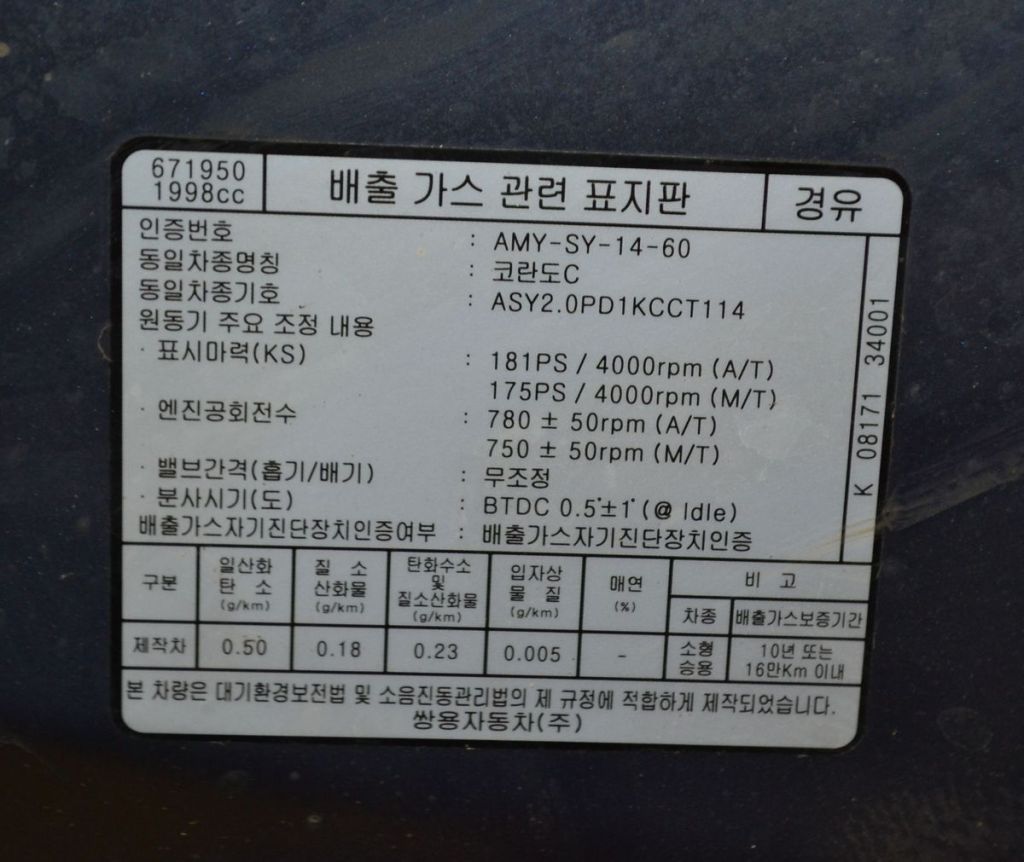 671950
1998cc
배출 가스 관련 표지판
경유
인증번호 : AMY-SY-14-60
동일차종명칭 : 코란도C
동일차종기호 : ASY2.0PD1KCCT114
원동기 주요 조정 내용
· 표시마력(KS) : 181PS / 4000rpm (A/T)
175PS / 4000rpm (M/T)
· 엔진공회전수 : 780 ± 50rpm (A/T)
750 ± 50rpm (M/T)
· 밸브간격(흡기/배기) : 무조정
· 분사시기(도) : BTDC 0.5°±1° (@ Idle)
배출가스자기진단장치인증여부 : 배출가스자기진단장치인증
K 08171 34001
구분 일산화 탄 소 (g/km) 질 소 산화물 (g/km) 탄화수소 및 질소산화물 (g/km) 입자상 물 질 (g/km) 매연 (%) 비 고
차종 배출가스보증기간
제작차 0.50 0.18 0.23 0.005 - 소형 승용 10년 또는 16만Km 이내
본 차량은 대기환경보전법 및 소음진동관리법의 제 규정에 적합하게 제작되었습니다.
쌍용자동차(주)